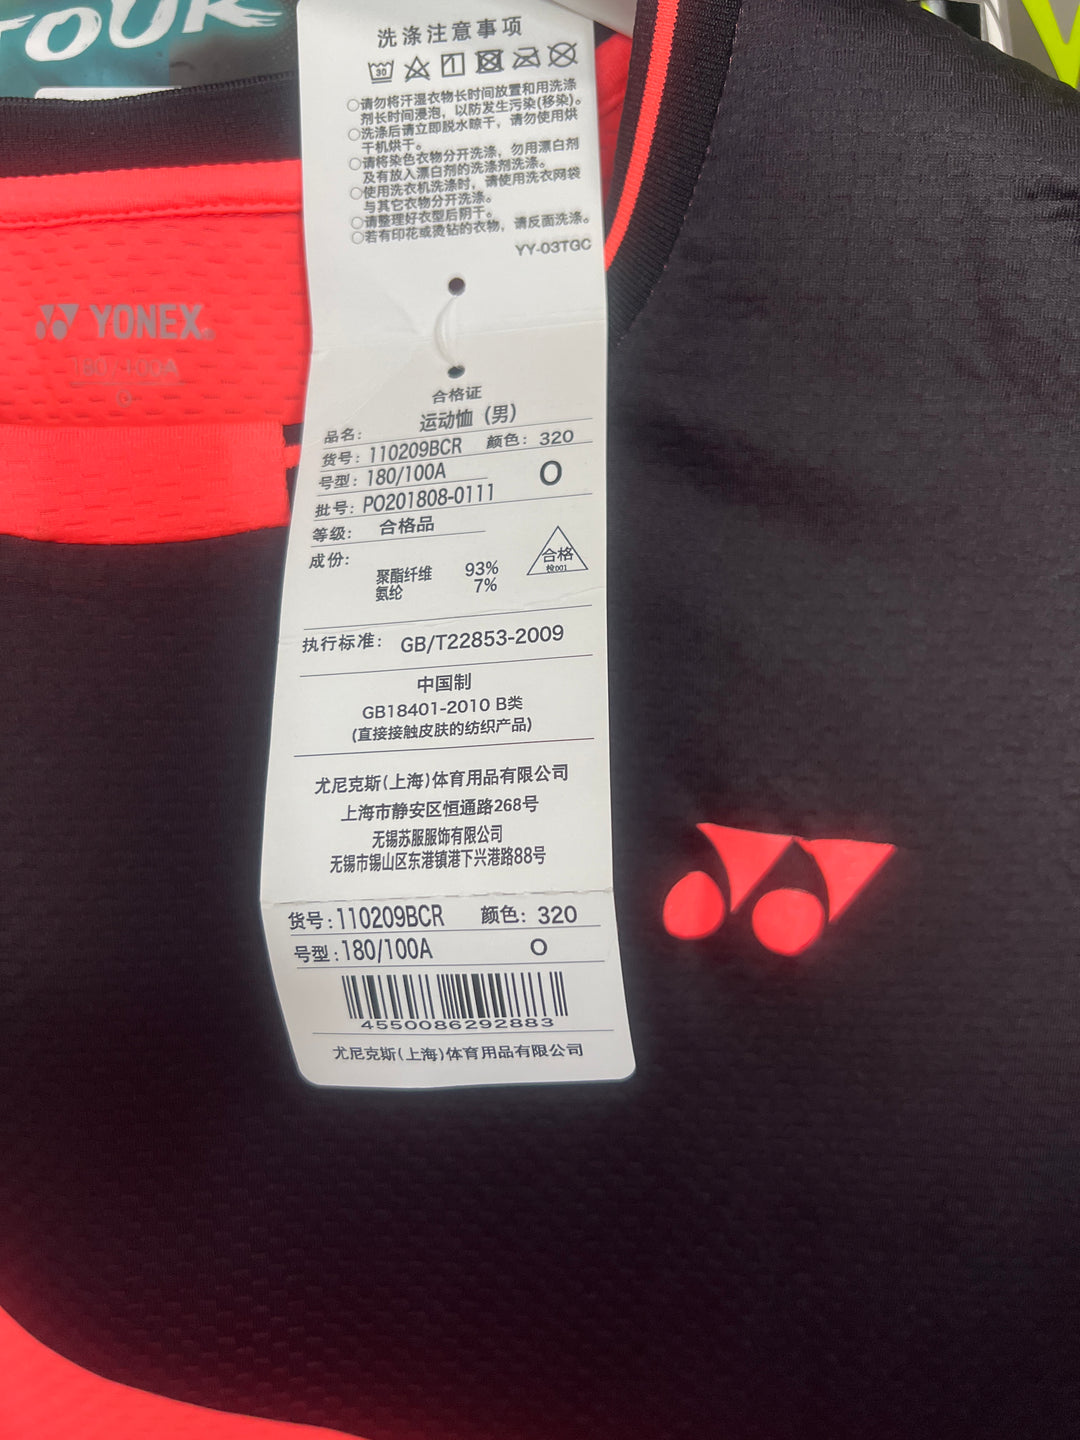 TOUR
洗涤注意事项
30
○请勿将汗湿衣物长时间放置和用洗涤
剂长时间浸泡，以防发生污染(移染)。
○洗涤后请立即脱水晾干，请勿使用烘
干机烘干。
○请将染色衣物分开洗涤，勿用漂白剂
及有放入漂白剂的洗涤剂洗涤。
○使用洗衣机洗涤时，请使用洗衣网袋
与其它衣物分开洗涤。
○请整理好衣型后阴干。
○若有印花或烫钻的衣物，请反面洗涤。
YY-03TGC
YONEX
180/100A
O
合格证
品名： 运动恤（男）
货号：110209BCR 颜色：320
号型：180/100A O
批号：PO201808-0111
等级： 合格品
成份：
聚酯纤维 93%
氨纶 7%
合格
检001
执行标准： GB/T22853-2009
中国制
GB18401-2010 B类
(直接接触皮肤的纺织产品)
尤尼克斯(上海)体育用品有限公司
上海市静安区恒通路268号
无锡苏服服饰有限公司
无锡市锡山区东港镇港下兴港路88号
货号：110209BCR 颜色：320
号型：180/100A O
4550086292883
尤尼克斯(上海)体育用品有限公司